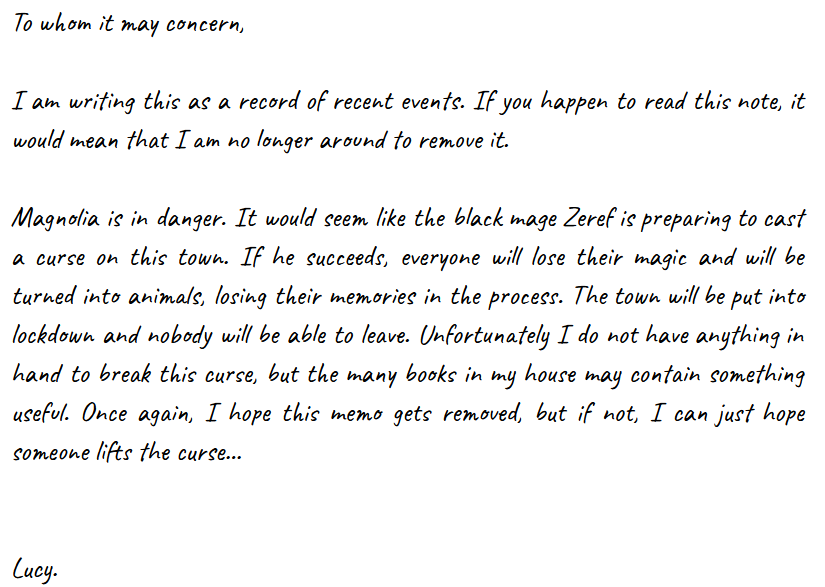 To whom it may concern,
I am writing this as a record of recent events. If you happen to read this note, it
would mean that I am no longer around to remove it.
Magnolia is in danger. It would seem like the black mage Zeref is preparing to cast
a curse on this town. If he succeeds, everyone will lose their magic and will be
turned into animals, losing their memories in the process. The town will be put into
lockdown and nobody will be able to leave. Unfortunately I do not have anything in
hand to break this curse, but the many books in my house may contain something
useful. Once again, I hope this memo gets removed, but if not, I can just hope
someone lifts the curse...
Lucy.